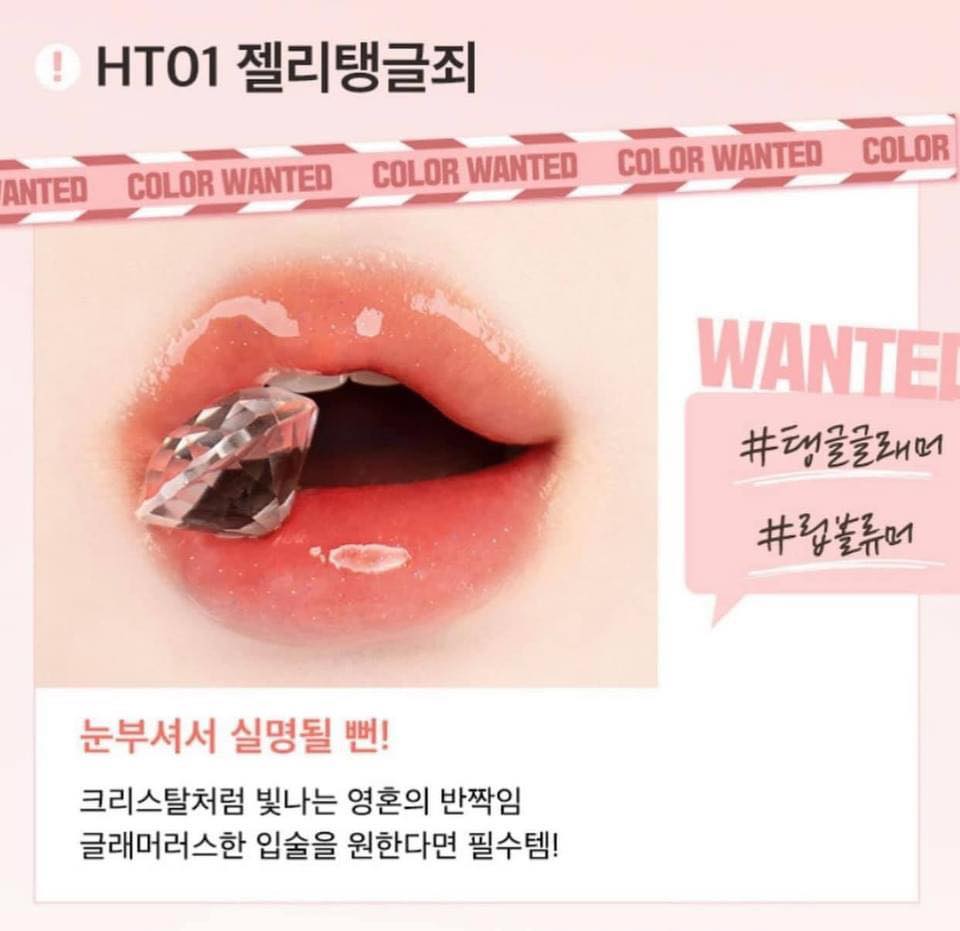 ! HT01 젤리탱글죄
WANTED COLOR WANTED COLOR WANTED COLOR WANTED COLOR
WANTED
#탱글글래머
#립볼류머
눈부셔서 실명될 뻔!
크리스탈처럼 빛나는 영혼의 반짝임
글래머러스한 입술을 원한다면 필수템!